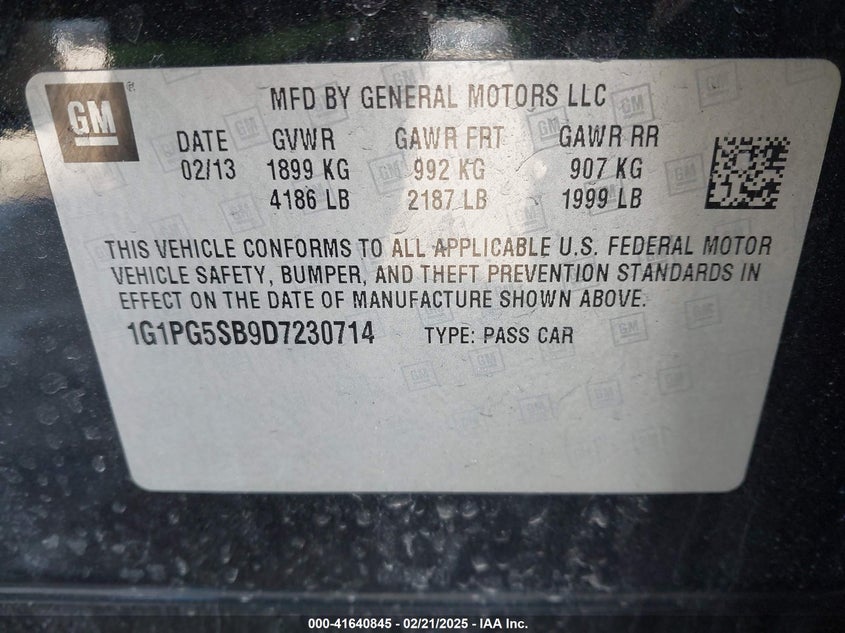 GM
MFD BY GENERAL MOTORS LLC
DATE GVWR GAWR FRT GAWR RR
02/13 1899 KG 992 KG 907 KG
4186 LB 2187 LB 1999 LB
THIS VEHICLE CONFORMS TO ALL APPLICABLE U.S. FEDERAL MOTOR
VEHICLE SAFETY, BUMPER, AND THEFT PREVENTION STANDARDS IN
EFFECT ON THE DATE OF MANUFACTURE SHOWN ABOVE.
1G1PG5SB9D7230714 TYPE: PASS CAR
000-41640845 - 02/21/2025 - IAA Inc.